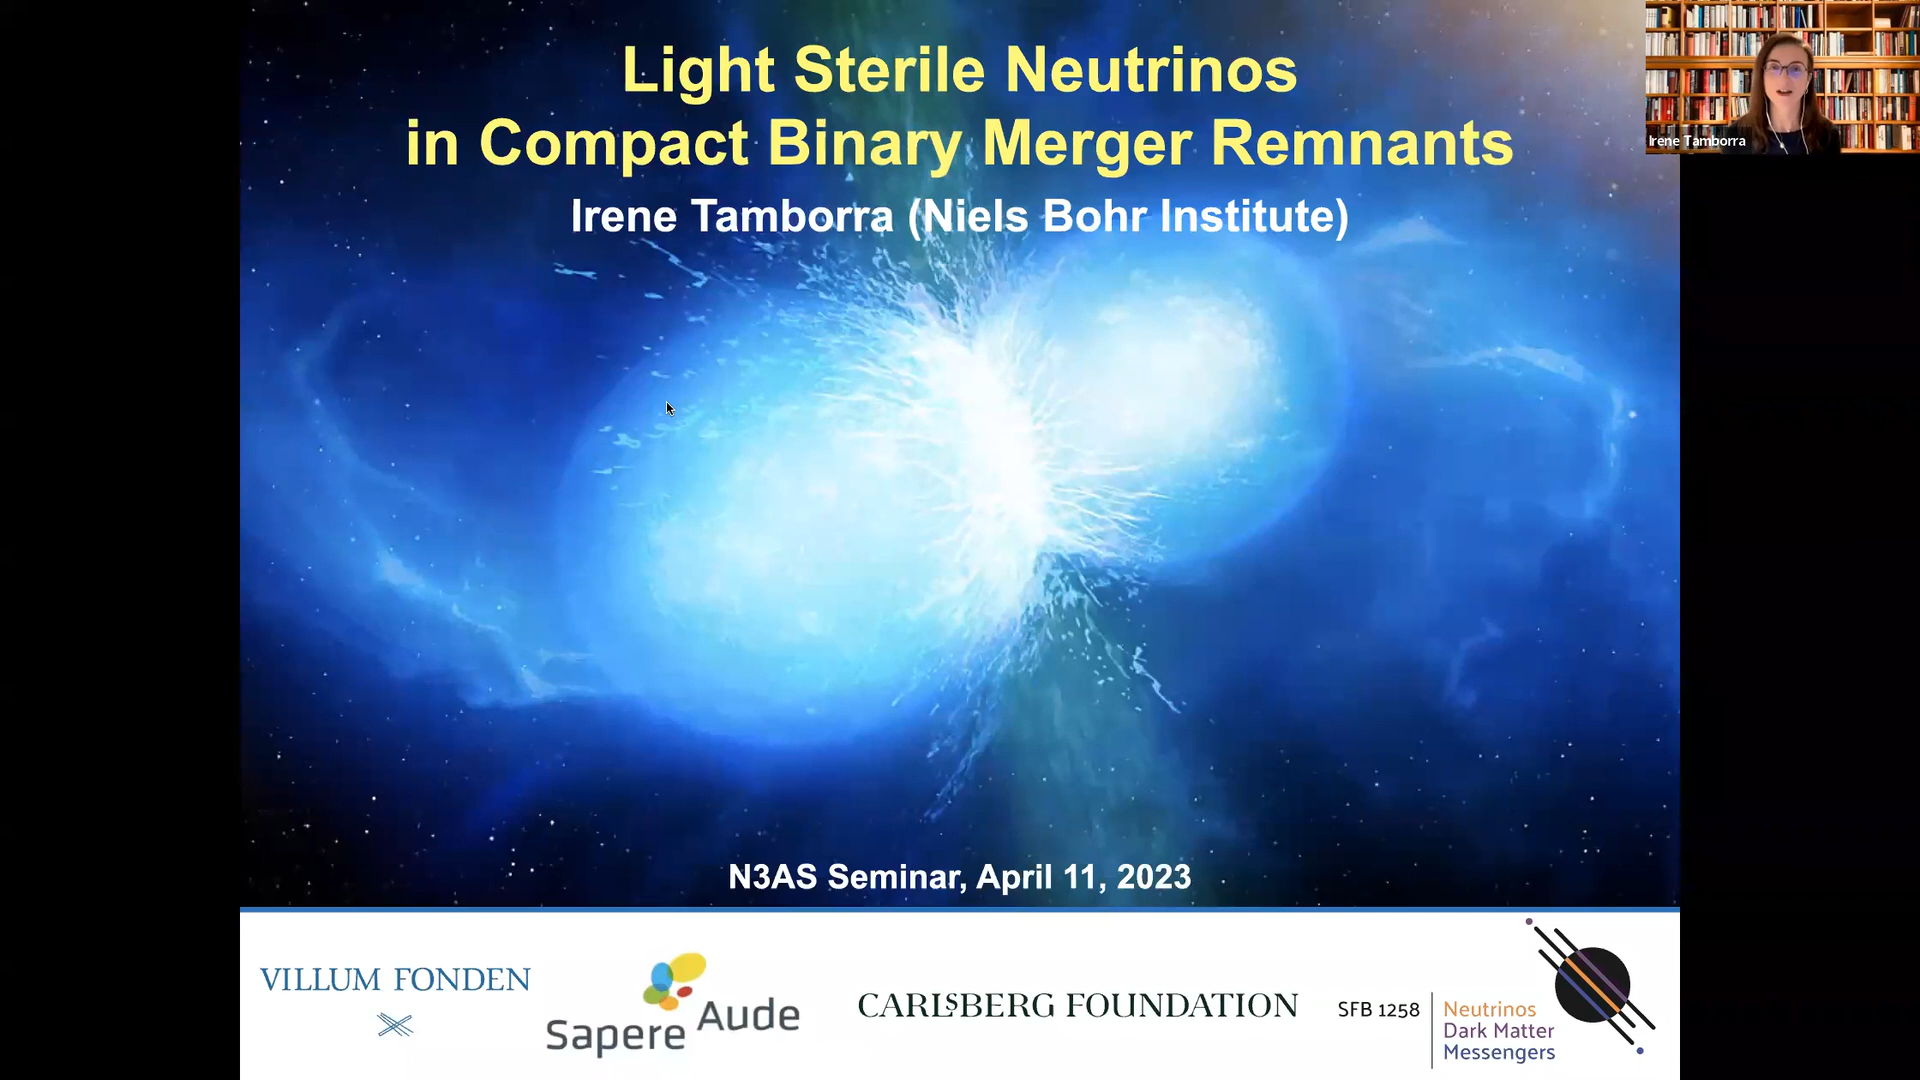 Light Sterile Neutrinos
in Compact Binary Merger Remnants
Irene Tamborra (Niels Bohr Institute)
Irene Tamborra
N3AS Seminar, April 11, 2023
VILLUM FONDEN
Sapere Aude
CARLSBERG FOUNDATION
SFB 1258
Neutrinos
Dark Matter
Messengers